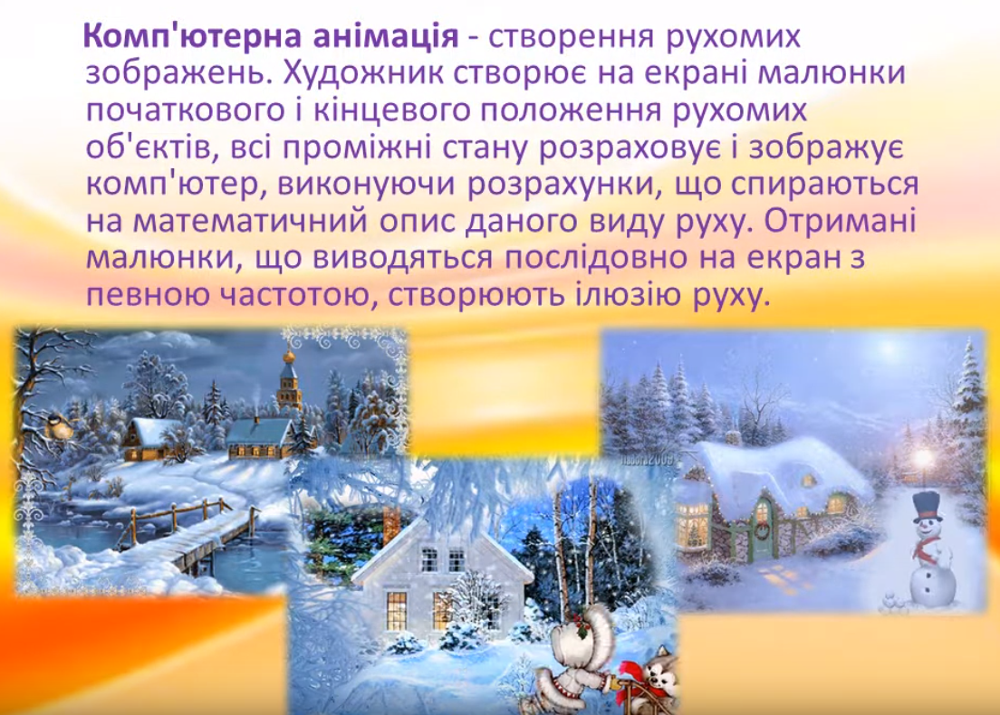 Комп'ютерна анімація - створення рухомих
зображень. Художник створює на екрані малюнки
початкового і кінцевого положення рухомих
об'єктів, всі проміжні стану розраховує і зображує
комп'ютер, виконуючи розрахунки, що спираються
на математичний опис даного виду руху. Отримані
малюнки, що виводяться послідовно на екран з
певною частотою, створюють ілюзію руху.